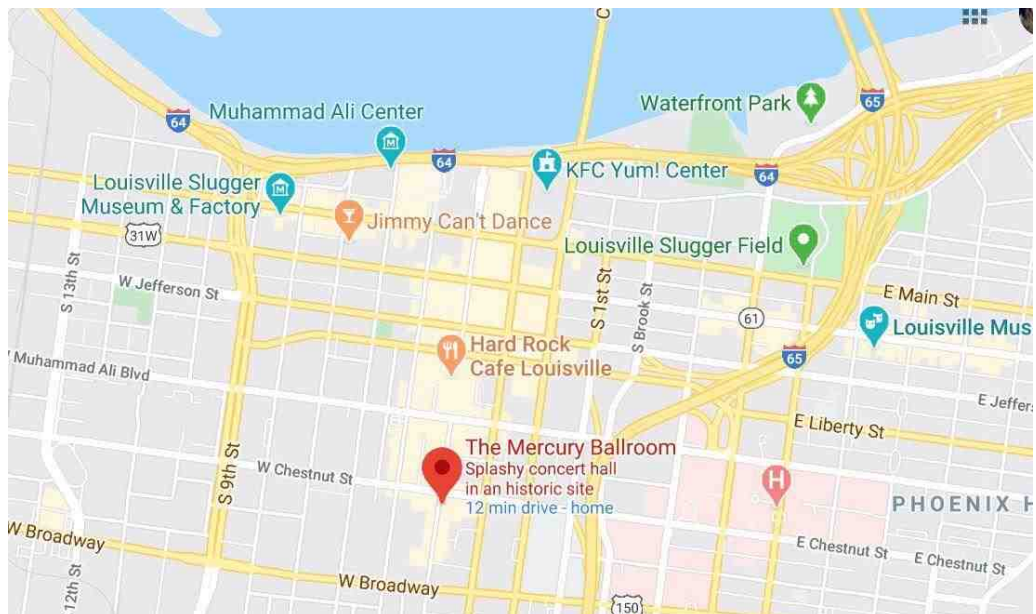 C
64
65
Waterfront Park
Muhammad Ali Center
64
64
KFC Yum! Center
Louisville Slugger
Museum & Factory
Jimmy Can't Dance
31W
Louisville Slugger Field
S 13th St
W Jefferson St
S 1st St
S Brook St
E Main St
61
Louisville Mus
Hard Rock
Cafe Louisville
65
W Muhammad Ali Blvd
E Jeffers
E Liberty St
The Mercury Ballroom
Splashy concert hall
in an historic site
12 min drive - home
S 9th St
W Chestnut St
H
PHOENIX H
W Broadway
E Chestnut St
E Chestnut St
W Broadway
12th St
150